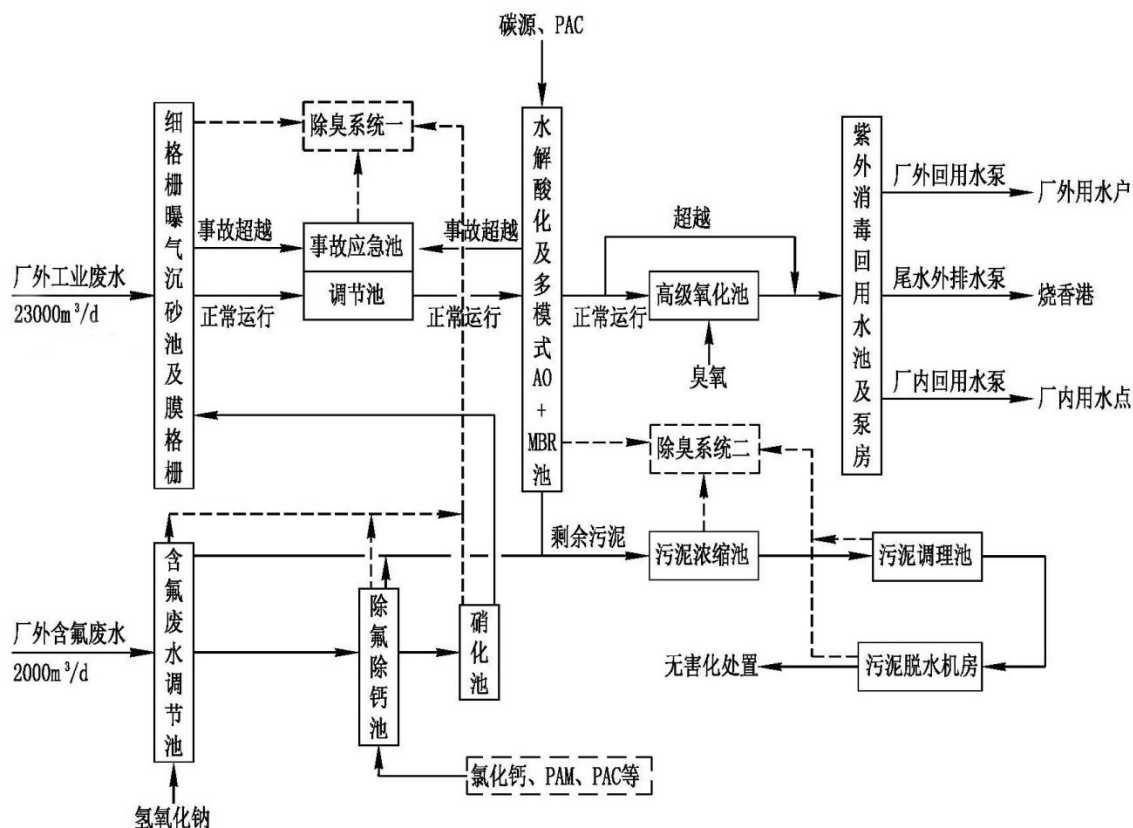 碳源、PAC
细格栅曝气沉砂池及膜格栅
除臭系统一
水解酸化及多模式AO+MBR池
紫外消毒回用水池及泵房
厂外回用水泵
厂外用水户
事故超越
事故应急池
事故超越
超越
厂外工业废水
23000m³/d
调节池
高级氧化池
尾水外排水泵
烧香港
正常运行
正常运行
正常运行
臭氧
厂内回用水泵
厂内用水点
除臭系统二
剩余污泥
污泥浓缩池
污泥调理池
含氟废水调节池
除氟除钙池
硝化池
厂外含氟废水
2000m³/d
无害化处置
污泥脱水机房
氯化钙、PAM、PAC等
氢氧化钠